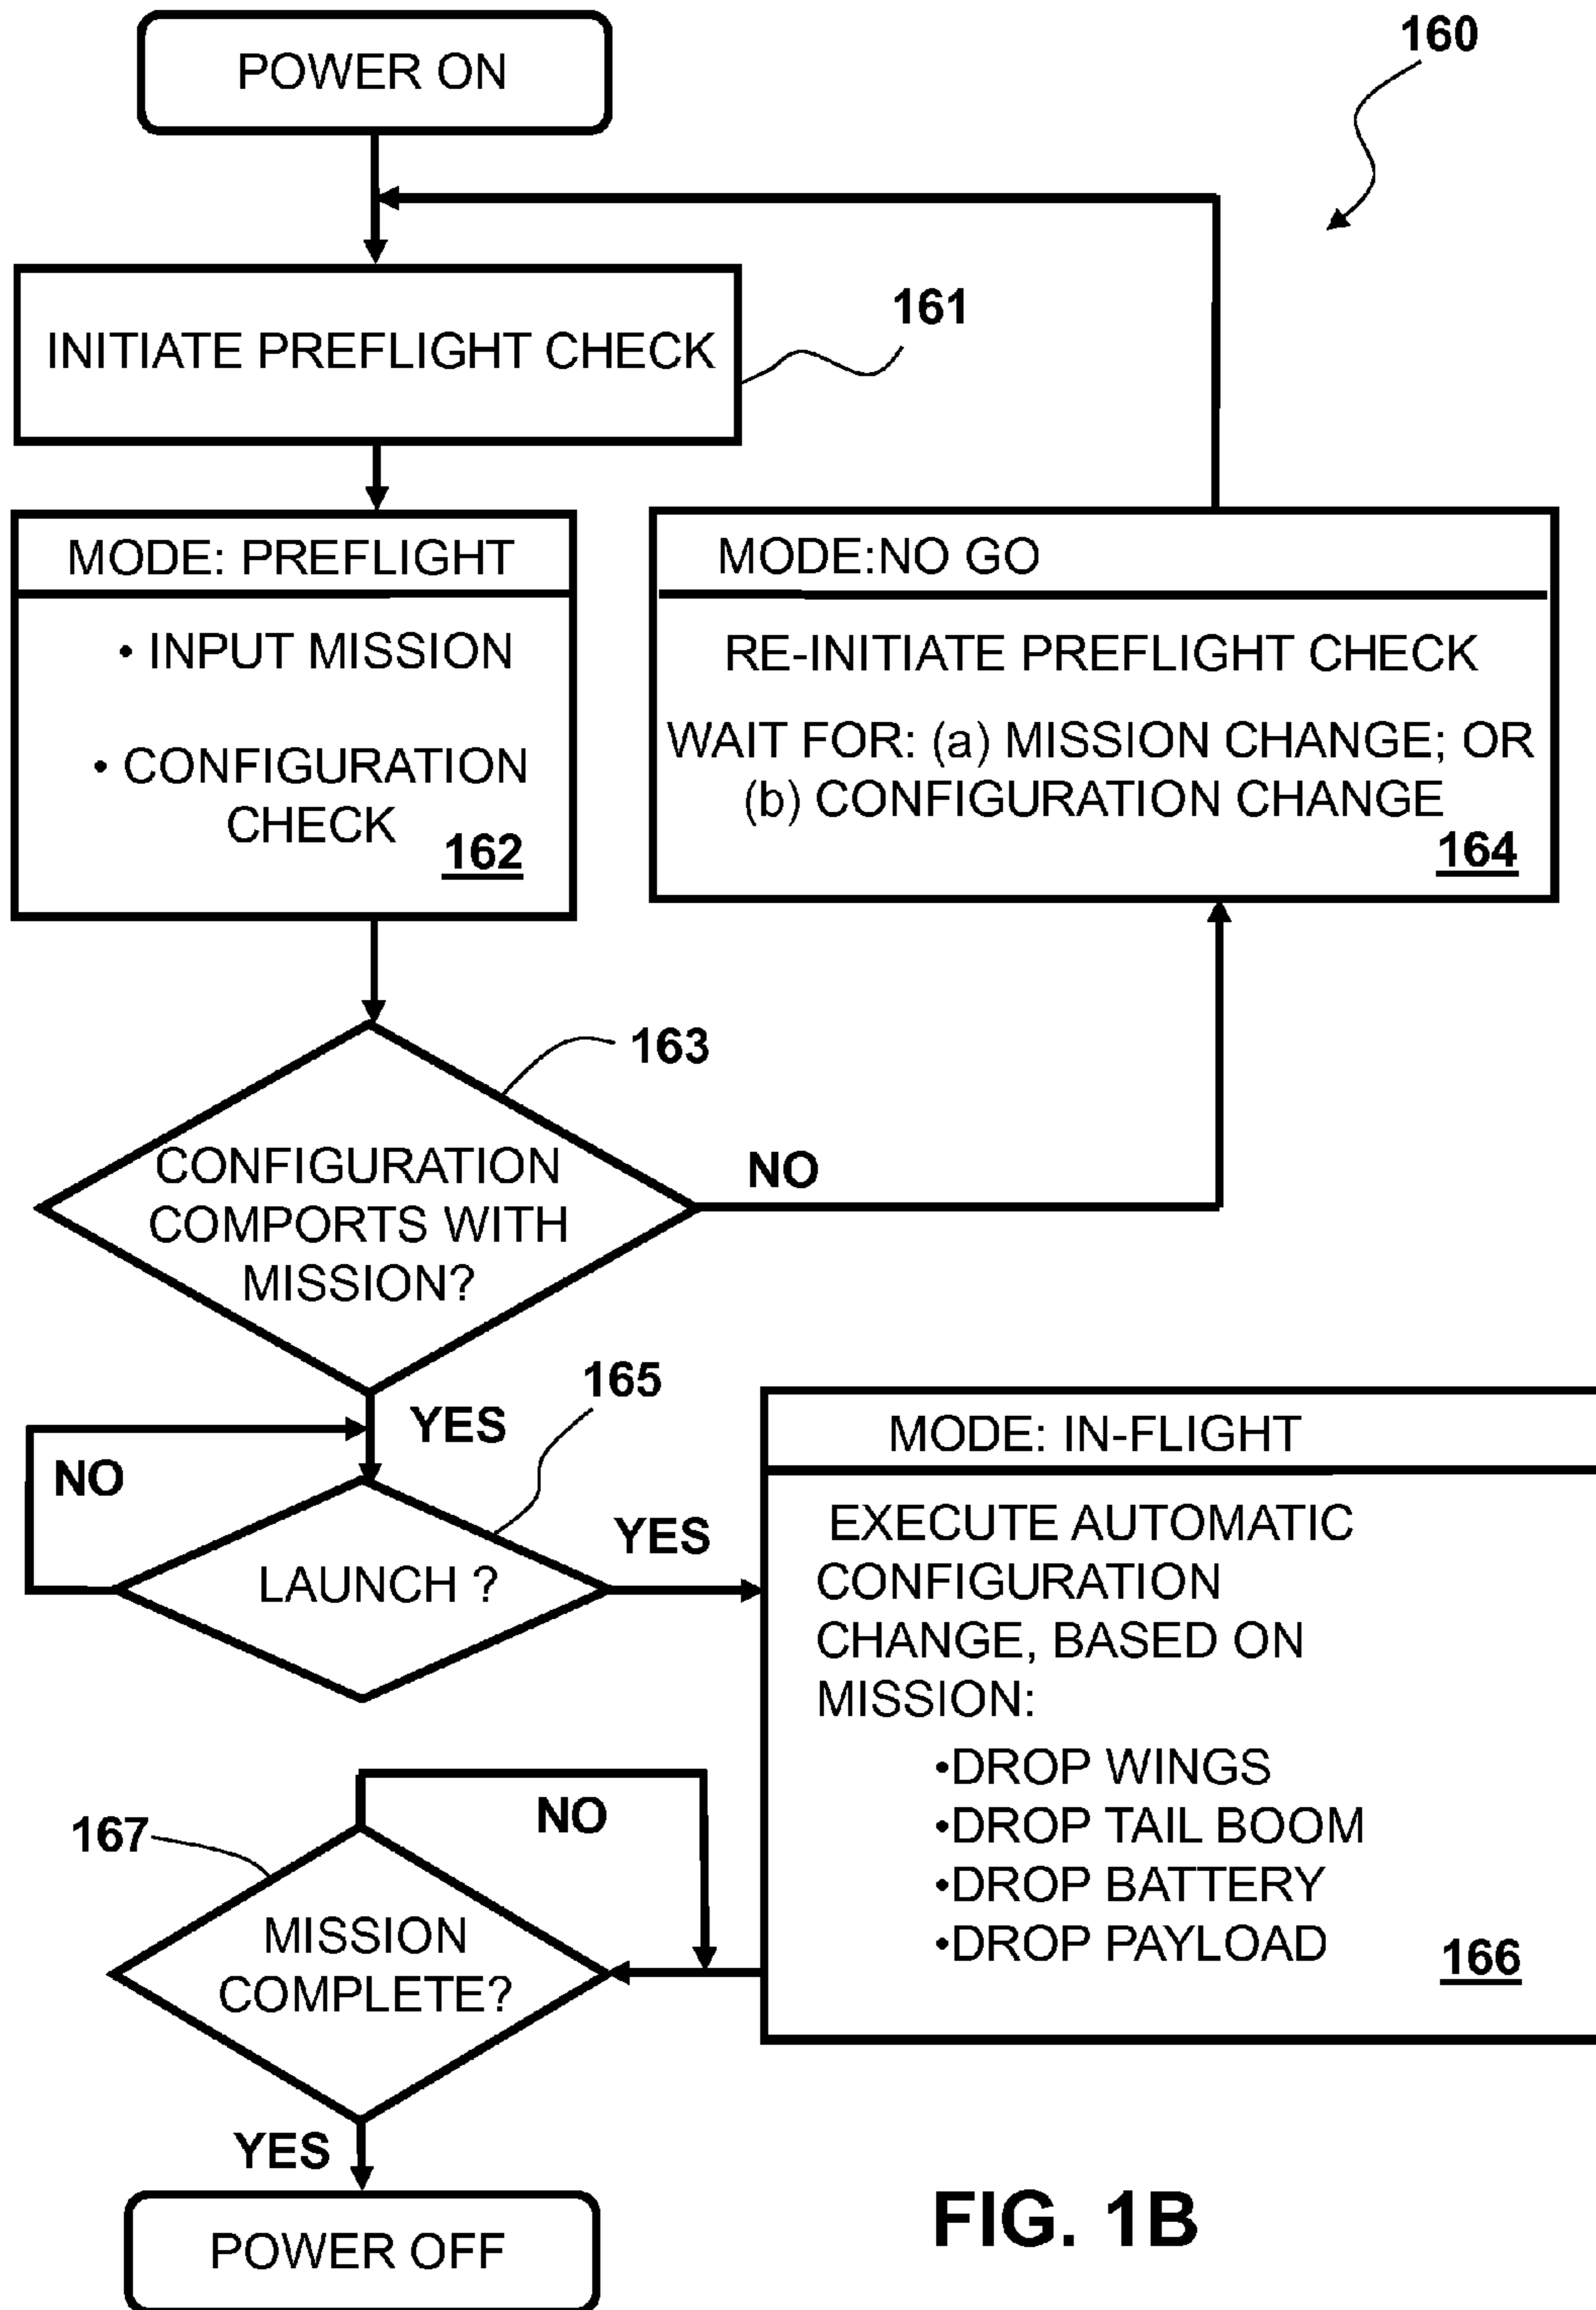 POWER ON
160
INITIATE PREFLIGHT CHECK
161
MODE: PREFLIGHT
• INPUT MISSION
• CONFIGURATION
CHECK
162
MODE:NO GO
RE-INITIATE PREFLIGHT CHECK
WAIT FOR: (a) MISSION CHANGE; OR
(b) CONFIGURATION CHANGE
164
163
CONFIGURATION
COMPORTS WITH
MISSION?
NO
YES
165
NO
LAUNCH ?
YES
MODE: IN-FLIGHT
EXECUTE AUTOMATIC
CONFIGURATION
CHANGE, BASED ON
MISSION:
•DROP WINGS
•DROP TAIL BOOM
•DROP BATTERY
•DROP PAYLOAD
166
167
NO
MISSION
COMPLETE?
YES
POWER OFF
FIG. 1B